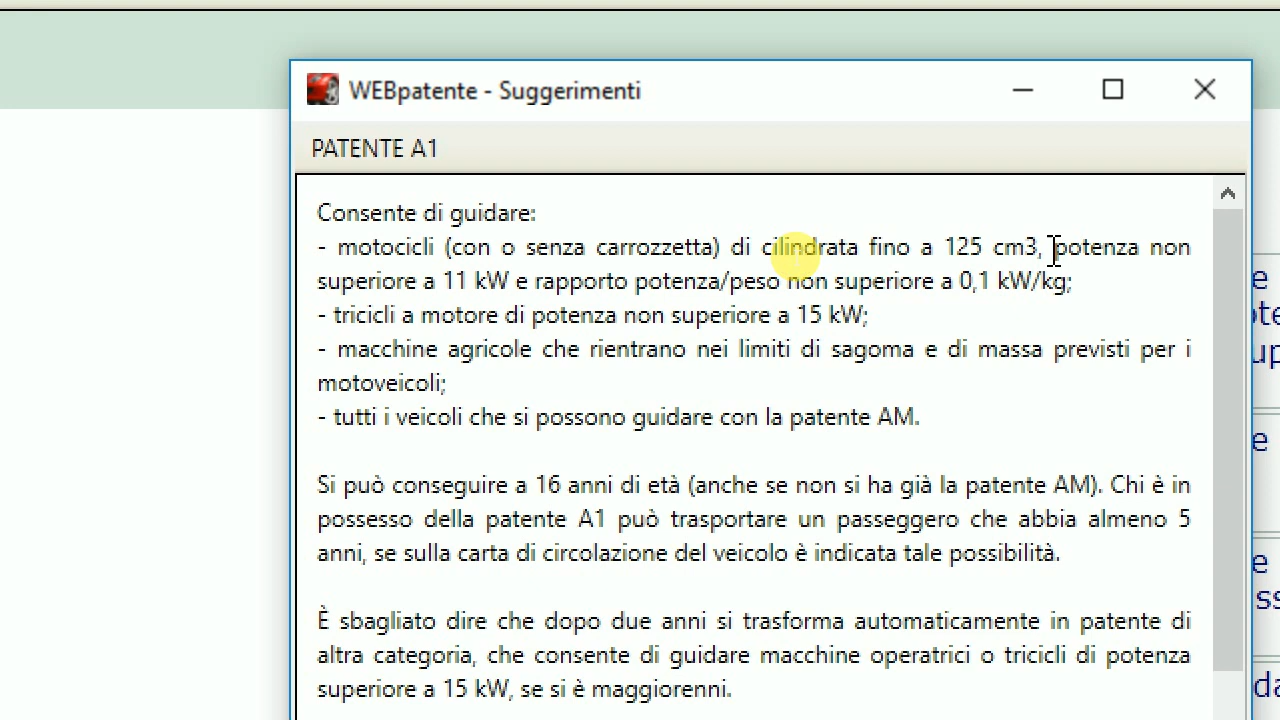 WEBpatente - Suggerimenti
PATENTE A1
Consente di guidare:
- motocicli (con o senza carrozzetta) di cilindrata fino a 125 cm3, potenza non
superiore a 11 kW e rapporto potenza/peso non superiore a 0,1 kW/kg;
- tricicli a motore di potenza non superiore a 15 kW;
- macchine agricole che rientrano nei limiti di sagoma e di massa previsti per i
motoveicoli;
- tutti i veicoli che si possono guidare con la patente AM.
Si può conseguire a 16 anni di età (anche se non si ha già la patente AM). Chi è in
possesso della patente A1 può trasportare un passeggero che abbia almeno 5
anni, se sulla carta di circolazione del veicolo è indicata tale possibilità.
È sbagliato dire che dopo due anni si trasforma automaticamente in patente di
altra categoria, che consente di guidare macchine operatrici o tricicli di potenza
superiore a 15 kW, se si è maggiorenni.